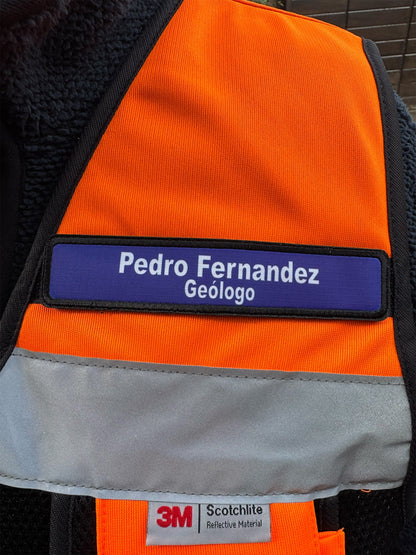 Pedro Fernandez
Geólogo
3M Scotchlite
Reflective Material